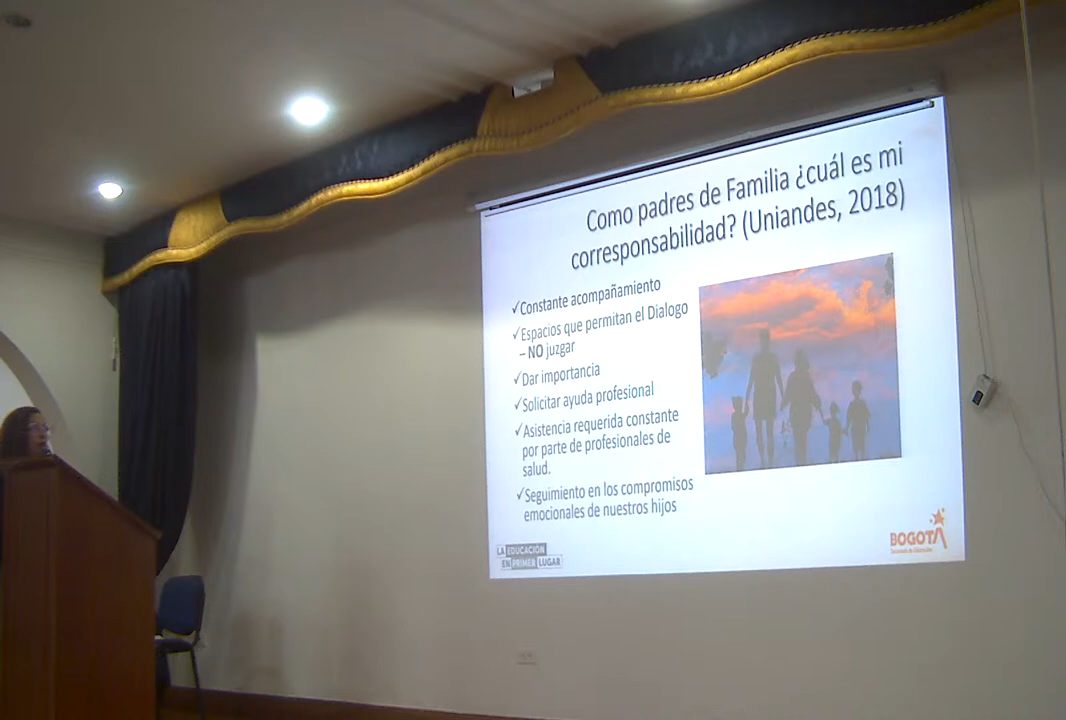 Como padres de Familia ¿cuál es mi
corresponsabilidad? (Uniandes, 2018)
✓Constante acompañamiento
✓Espacios que permitan el Dialogo
– NO juzgar
✓Dar importancia
✓Solicitar ayuda profesional
✓Asistencia requerida constante
por parte de profesionales de
salud.
✓Seguimiento en los compromisos
emocionales de nuestros hijos
LA EDUCACIÓN
EN PRIMER LUGAR
BOGOTÁ